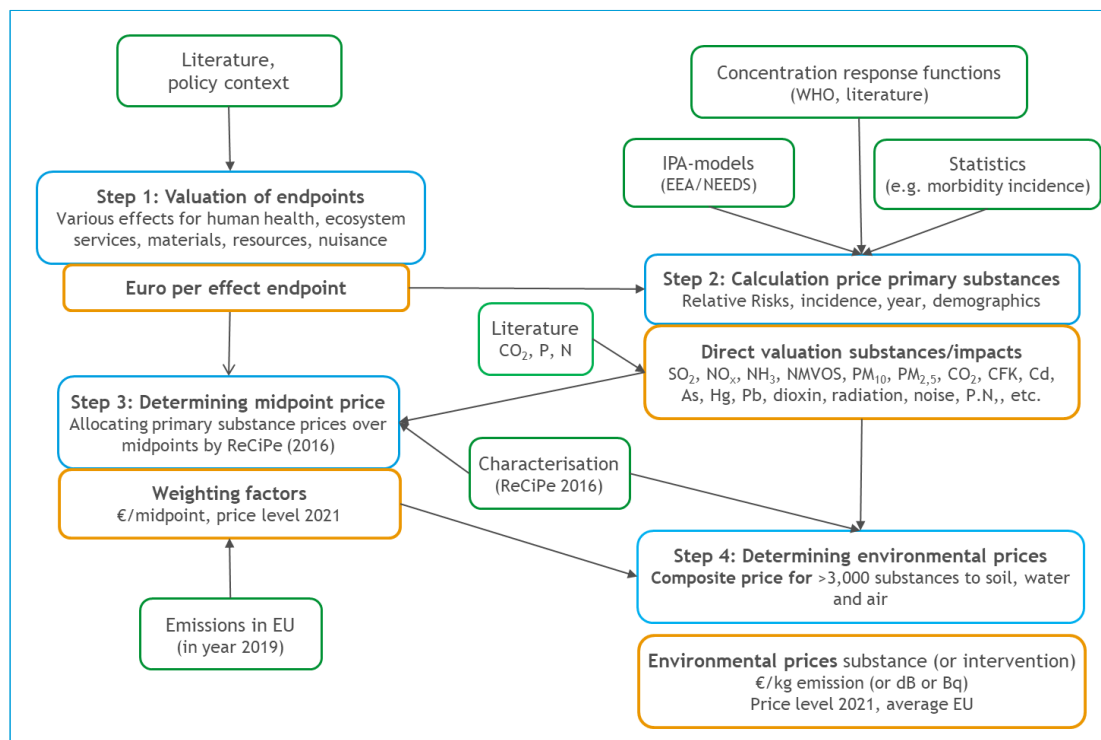 Literature,
policy context
Concentration response functions
(WHO, literature)
IPA-models
(EEA/NEEDS)
Statistics
(e.g. morbidity incidence)
Step 1: Valuation of endpoints
Various effects for human health, ecosystem
services, materials, resources, nuisance
Euro per effect endpoint
Step 2: Calculation price primary substances
Relative Risks, incidence, year, demographics
Literature
CO₂, P, N
Direct valuation substances/impacts
SO₂, NOₓ, NH₃, NMVOS, PM₁₀, PM₂,₅, CO₂, CFK, Cd,
As, Hg, Pb, dioxin, radiation, noise, P.N,, etc.
Step 3: Determining midpoint price
Allocating primary substance prices over
midpoints by ReCiPe (2016)
Characterisation
(ReCiPe 2016)
Weighting factors
€/midpoint, price level 2021
Step 4: Determining environmental prices
Composite price for >3,000 substances to soil, water
and air
Emissions in EU
(in year 2019)
Environmental prices substance (or intervention)
€/kg emission (or dB or Bq)
Price level 2021, average EU